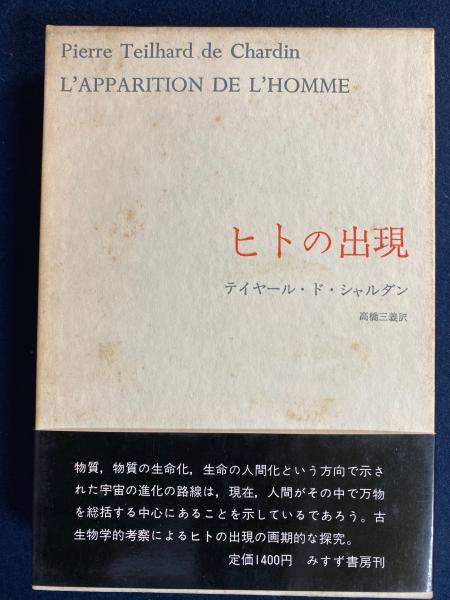 Pierre Teilhard de Chardin
L'APPARITION DE L'HOMME
ヒトの出現
テイヤール・ド・シャルダン
高橋三義訳
物質，物質の生命化，生命の人間化という方向で示さ
れた宇宙の進化の路線は，現在，人間がその中で万物
を総括する中心にあることを示しているであろう。古
生物学的考察によるヒトの出現の画期的な探究。
定価1400円　みすず書房刊